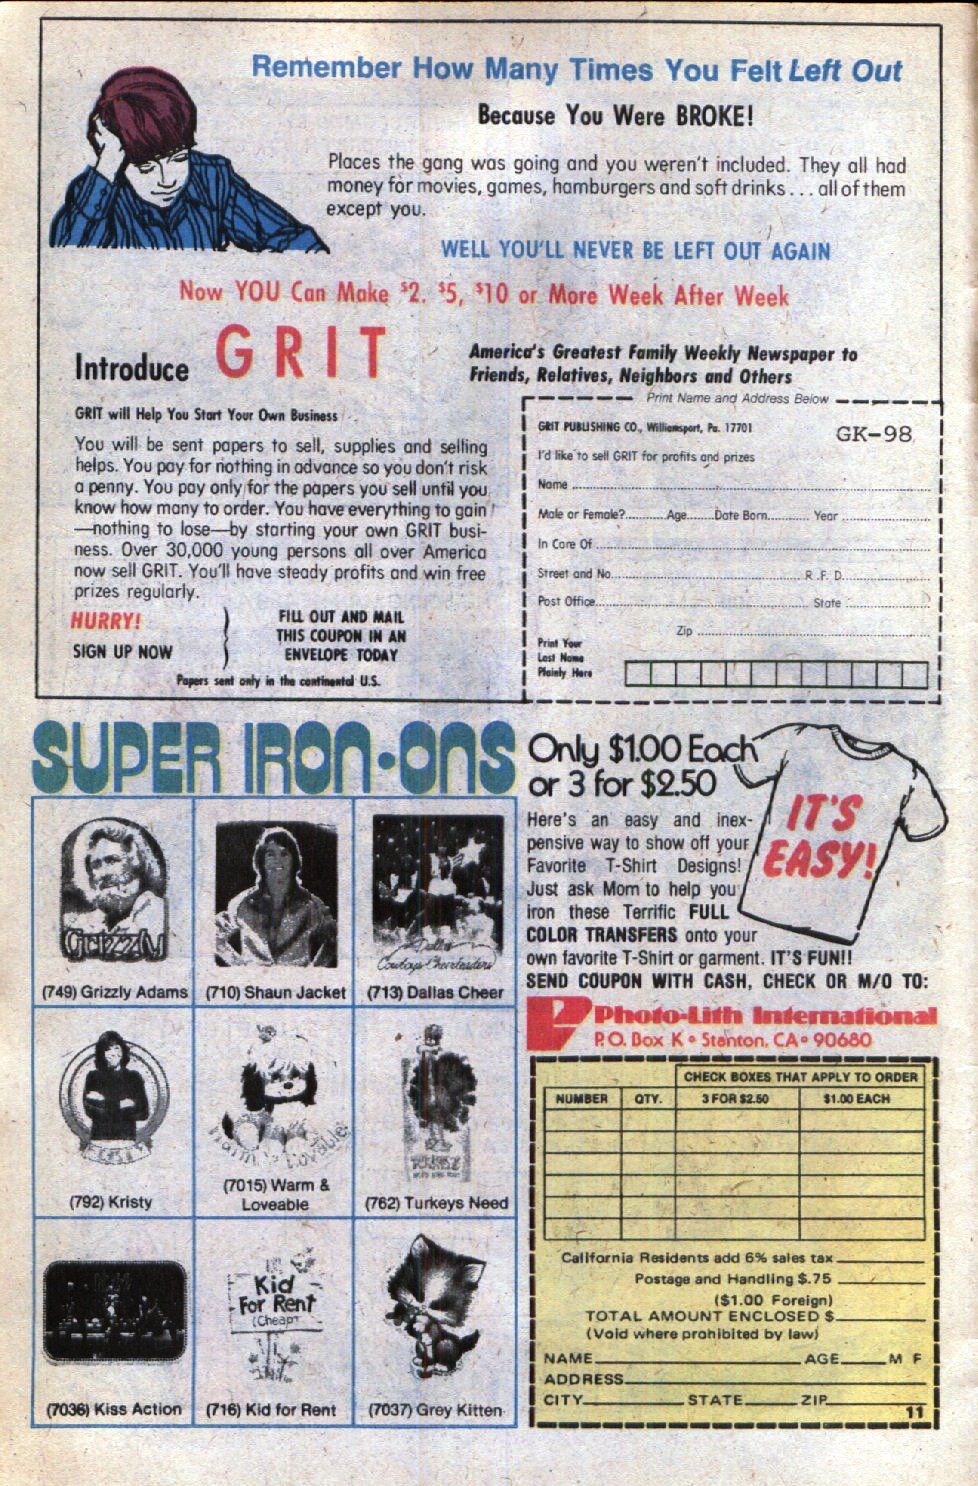 Remember How Many Times You Felt Left Out
Because You Were BROKE!
Places the gang was going and you weren't included. They all had
money for movies, games, hamburgers and soft drinks . . . all of them
except you.
WELL YOU'LL NEVER BE LEFT OUT AGAIN
Now YOU Can Make $2. $5, $10 or More Week After Week
Introduce GRIT
America's Greatest Family Weekly Newspaper to
Friends, Relatives, Neighbors and Others
GRIT will Help You Start Your Own Business
You will be sent papers to sell, supplies and selling
helps. You pay for nothing in advance so you don't risk
a penny. You pay only for the papers you sell until you
know how many to order. You have everything to gain
—nothing to lose—by starting your own GRIT busi-
ness. Over 30,000 young persons all over America
now sell GRIT. You'll have steady profits and win free
prizes regularly.
HURRY!
SIGN UP NOW
FILL OUT AND MAIL
THIS COUPON IN AN
ENVELOPE TODAY
Papers sent only in the continental U.S.
Print Name and Address Below
GRIT PUBLISHING CO., Williamsport, Pa. 17701
GK-98
I'd like to sell GRIT for profits and prizes
Name
Male or Female? Age Date Born Year
In Care Of
Street and No. R.F.D.
Post Office State
Zip
Print Your
Last Name
Plainly Here
SUPER IRON-ONS
Grizzly
(749) Grizzly Adams
(710) Shaun Jacket
Dallas
Cowboys Cheerleaders
(713) Dallas Cheer
(792) Kristy
Warm & Loveable
(7015) Warm &
Loveable
(762) Turkeys Need
(7036) Kiss Action
Kid
For Rent
(Cheap)
(716) Kid for Rent
(7037) Grey Kitten
Only $1.00 Each
or 3 for $2.50
IT'S
EASY!
Here's an easy and inex-
pensive way to show off your
Favorite T-Shirt Designs!
Just ask Mom to help you
iron these Terrific FULL
COLOR TRANSFERS onto your
own favorite T-Shirt or garment. IT'S FUN!!
SEND COUPON WITH CASH, CHECK OR M/O TO:
Photo-Lith International
P.O. Box K • Stanton, CA • 90680
CHECK BOXES THAT APPLY TO ORDER
NUMBER QTY. 3 FOR $2.50 $1.00 EACH
California Residents add 6% sales tax
Postage and Handling $.75
($1.00 Foreign)
TOTAL AMOUNT ENCLOSED $
(Void where prohibited by law)
NAME AGE M F
ADDRESS
CITY STATE ZIP
11